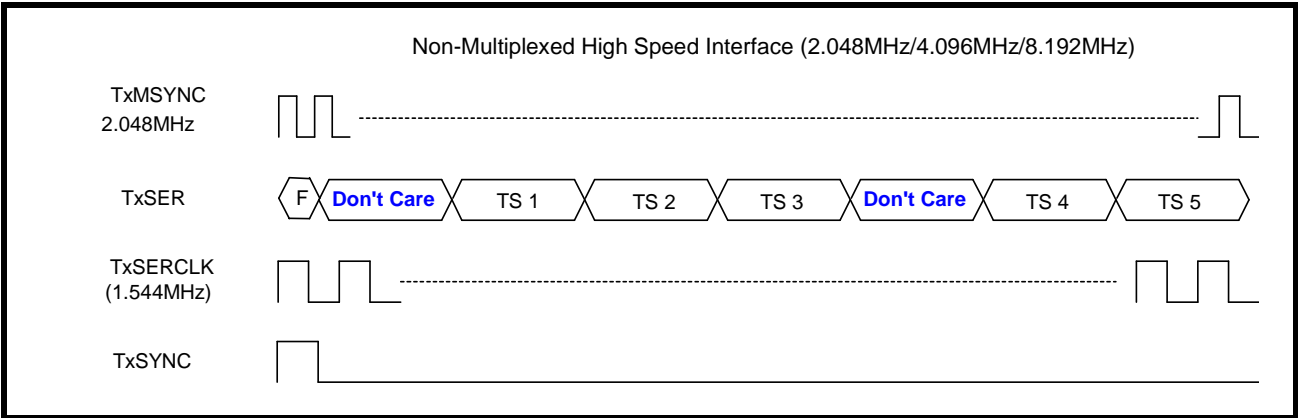 Non-Multiplexed High Speed Interface (2.048MHz/4.096MHz/8.192MHz)
TxMSYNC
2.048MHz
TxSER
F
Don't Care
TS 1
TS 2
TS 3
Don't Care
TS 4
TS 5
TxSERCLK
(1.544MHz)
TxSYNC